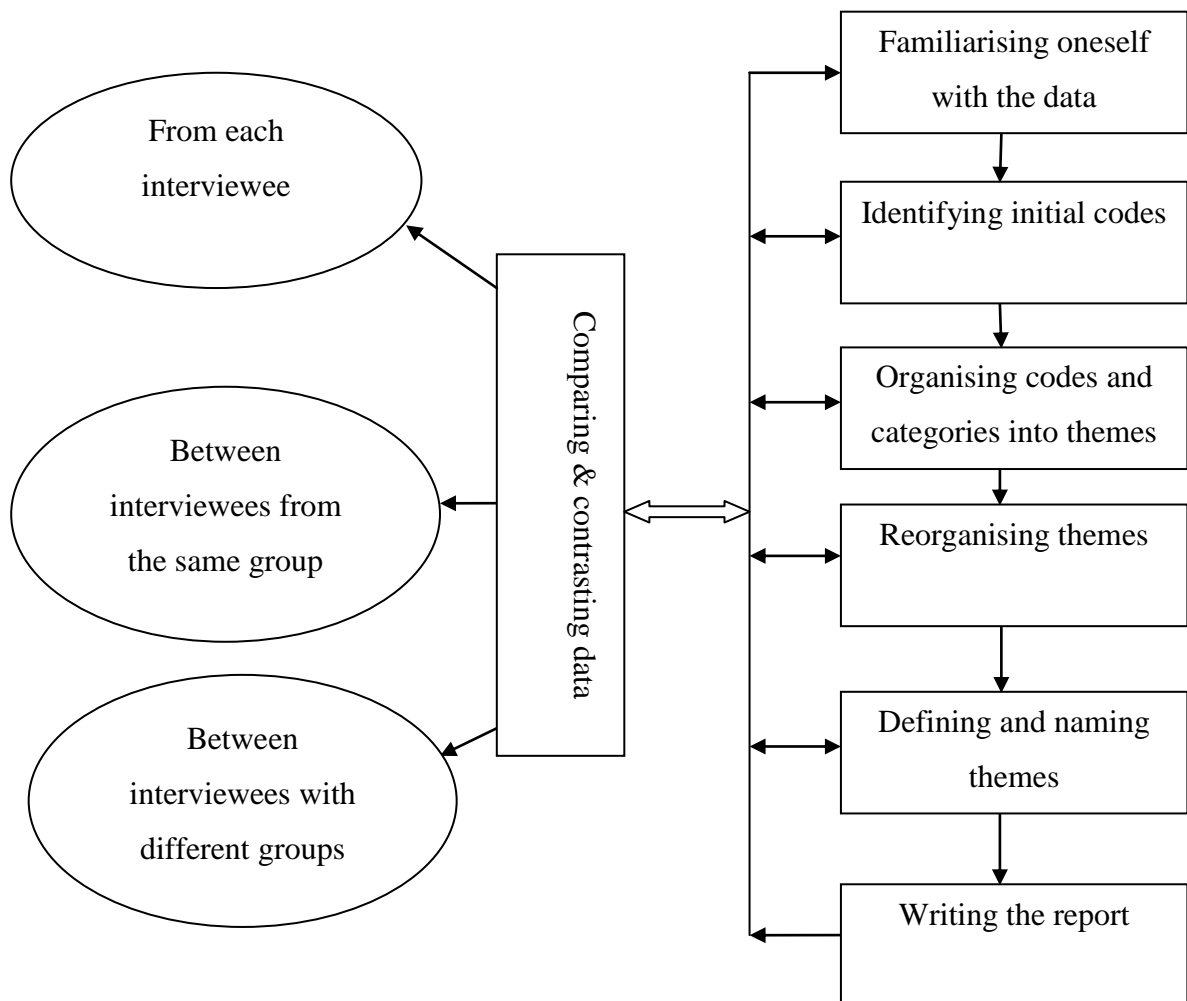 From each
interviewee
Between
interviewees from
the same group
Between
interviewees with
different groups
Comparing & contrasting data
Familiarising oneself
with the data
Identifying initial codes
Organising codes and
categories into themes
Reorganising themes
Defining and naming
themes
Writing the report